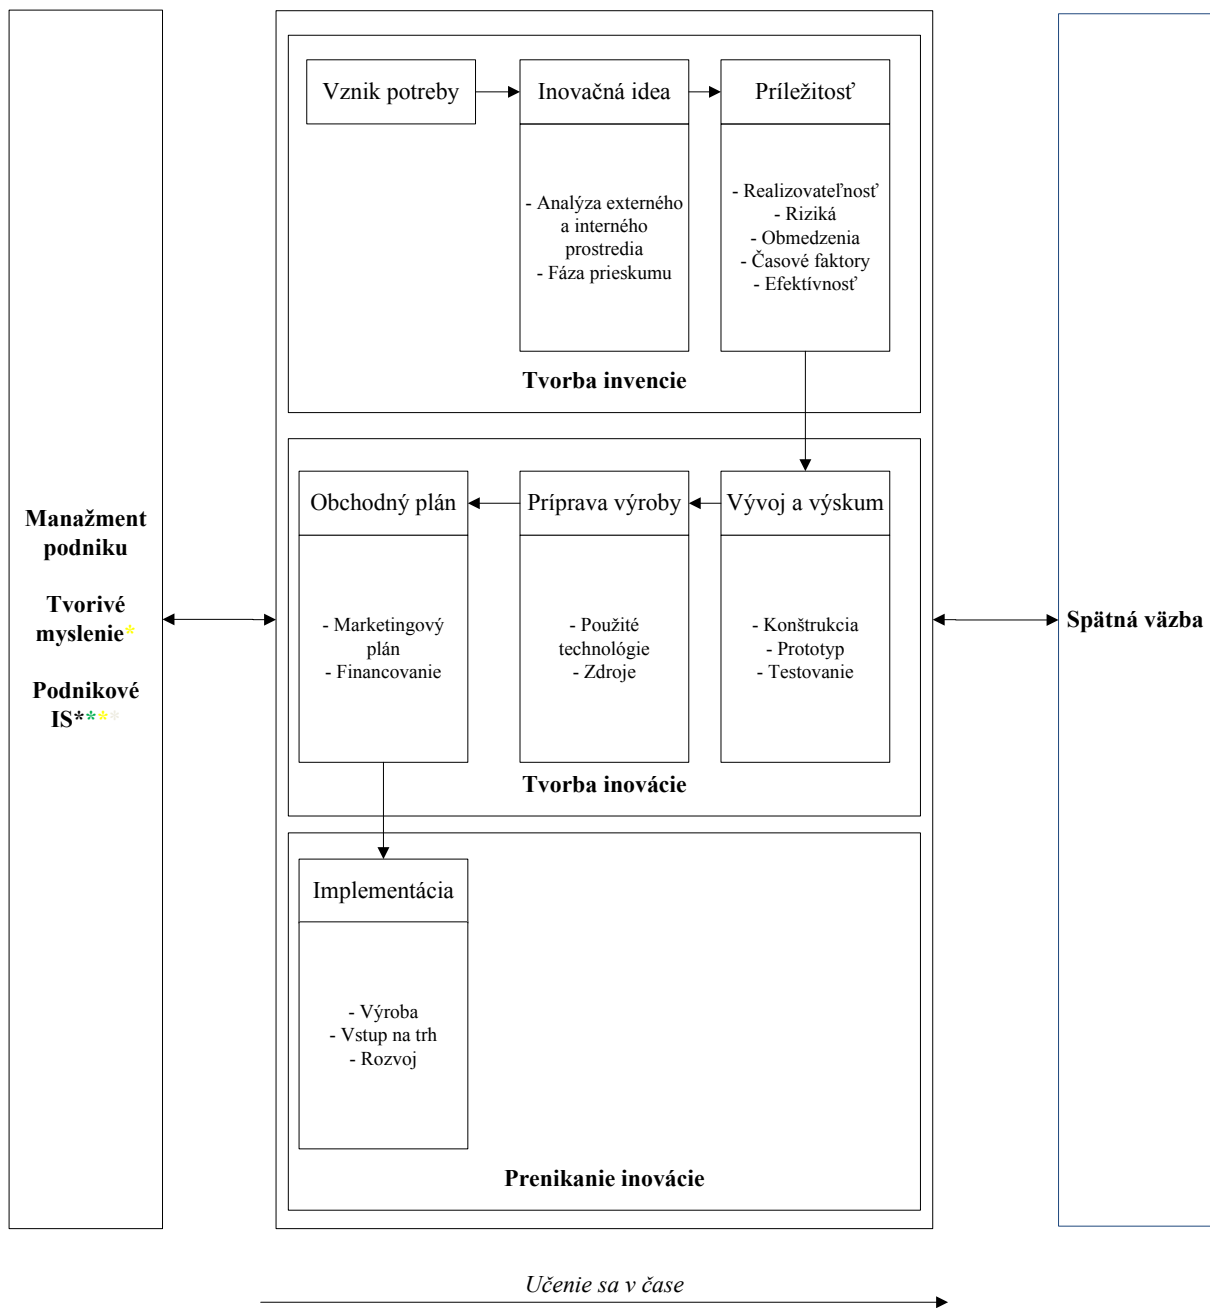 Vznik potreby
Inovačná idea
Príležitosť
- Analýza externého
a interného
prostredia
- Fáza prieskumu
- Realizovateľnosť
- Riziká
- Obmedzenia
- Časové faktory
- Efektívnosť
Tvorba invencie
Manažment
podniku
Tvorivé
myslenie*
Podnikové
IS****
Obchodný plán
Príprava výroby
Vývoj a výskum
- Marketingový
plán
- Financovanie
- Použité
technológie
- Zdroje
- Konštrukcia
- Prototyp
- Testovanie
Tvorba inovácie
Spätná väzba
Implementácia
- Výroba
- Vstup na trh
- Rozvoj
Prenikanie inovácie
Učenie sa v čase